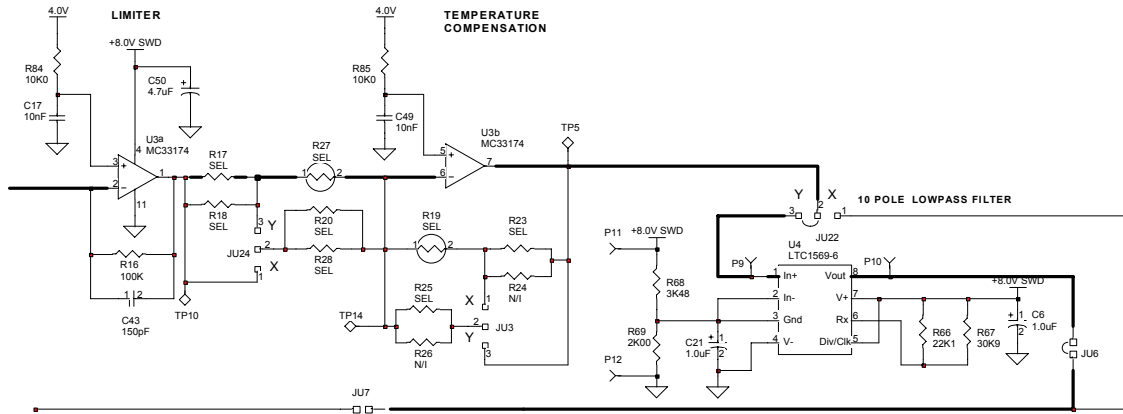 4.0V
LIMITER
+8.0V SWD
R84
10K0
C50
4.7uF
+
C17
10nF
U3a
MC33174
4
3
+
2
−
1
11
R17
SEL
R18
SEL
R16
100K
1
2
C43
150pF
TP10
R27
SEL
1
2
3
Y
2
JU24
X
1
R20
SEL
R28
SEL
TEMPERATURE
COMPENSATION
4.0V
R85
10K0
C49
10nF
U3b
MC33174
5
+
6
−
7
TP5
R19
SEL
1
2
R23
SEL
R24
N/I
TP14
R25
SEL
R26
N/I
X
1
2
JU3
Y
3
Y
X
3
2
1
JU22
10 POLE LOWPASS FILTER
P11
+8.0V SWD
R68
3K48
R69
2K00
P12
C21
1.0uF
+
1
2
P9
U4
LTC1569-6
P10
1
In+
Vout
8
2
In-
V+
7
3
Gnd
Rx
6
4
V-
Div/Clk
5
+8.0V SWD
R66
22K1
R67
30K9
C6
1.0uF
+
1
2
JU6
JU7